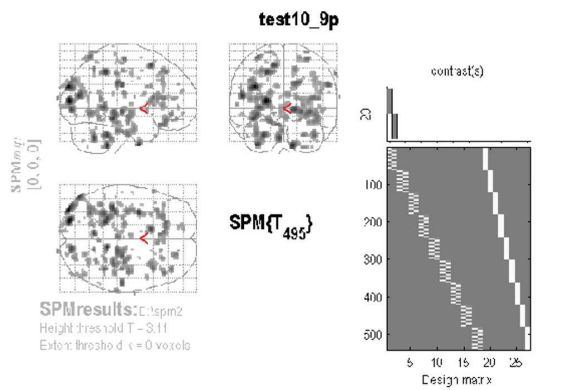 test10_9p
contrast(s)
20
SPMmip
[0, 0, 0]
<
<
<
SPM{T495}
SPMresults: E:\spm2
Height threshold T = 3.11
Extent threshold k = 0 voxels
100
200
300
400
500
5 10 15 20 25
Design matrix